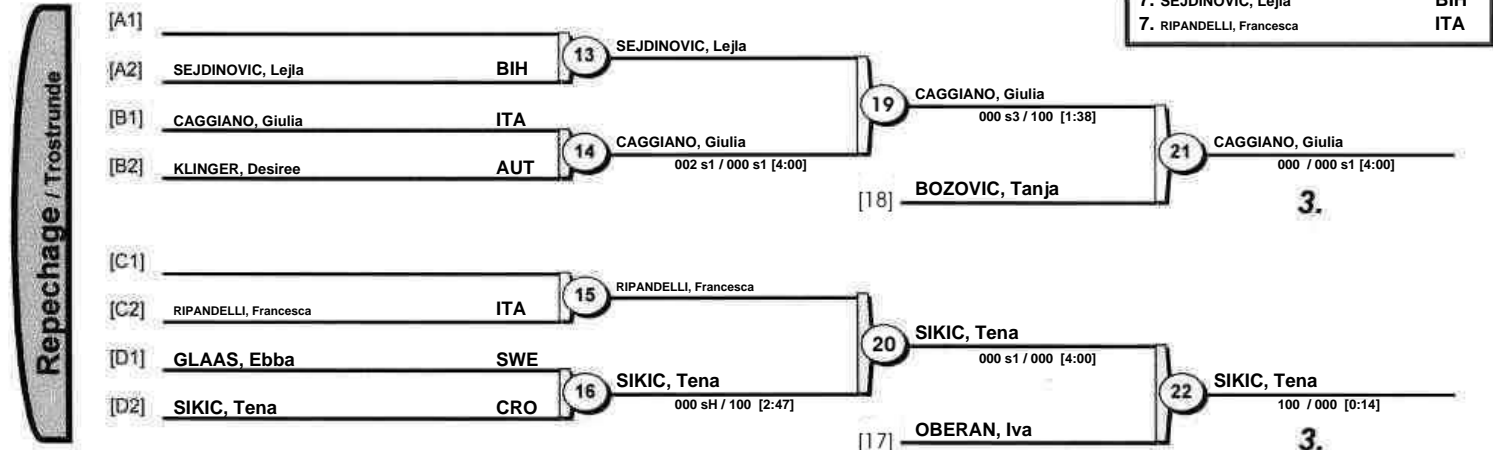 7. SEJDINOVIC, Lejla BIH
7. RIPANDELLI, Francesca ITA
Repechage / Trostrunde
[A1]
[A2] SEJDINOVIC, Lejla BIH
13 SEJDINOVIC, Lejla
[B1] CAGGIANO, Giulia ITA
[B2] KLINGER, Desiree AUT
14 CAGGIANO, Giulia
002 s1 / 000 s1 [4:00]
19 CAGGIANO, Giulia
000 s3 / 100 [1:38]
[18] BOZOVIC, Tanja
21 CAGGIANO, Giulia
000 / 000 s1 [4:00]
3.
[C1]
[C2] RIPANDELLI, Francesca ITA
15 RIPANDELLI, Francesca
[D1] GLAAS, Ebba SWE
[D2] SIKIC, Tena CRO
16 SIKIC, Tena
000 sH / 100 [2:47]
20 SIKIC, Tena
000 s1 / 000 [4:00]
[17] OBERAN, Iva
22 SIKIC, Tena
100 / 000 [0:14]
3.